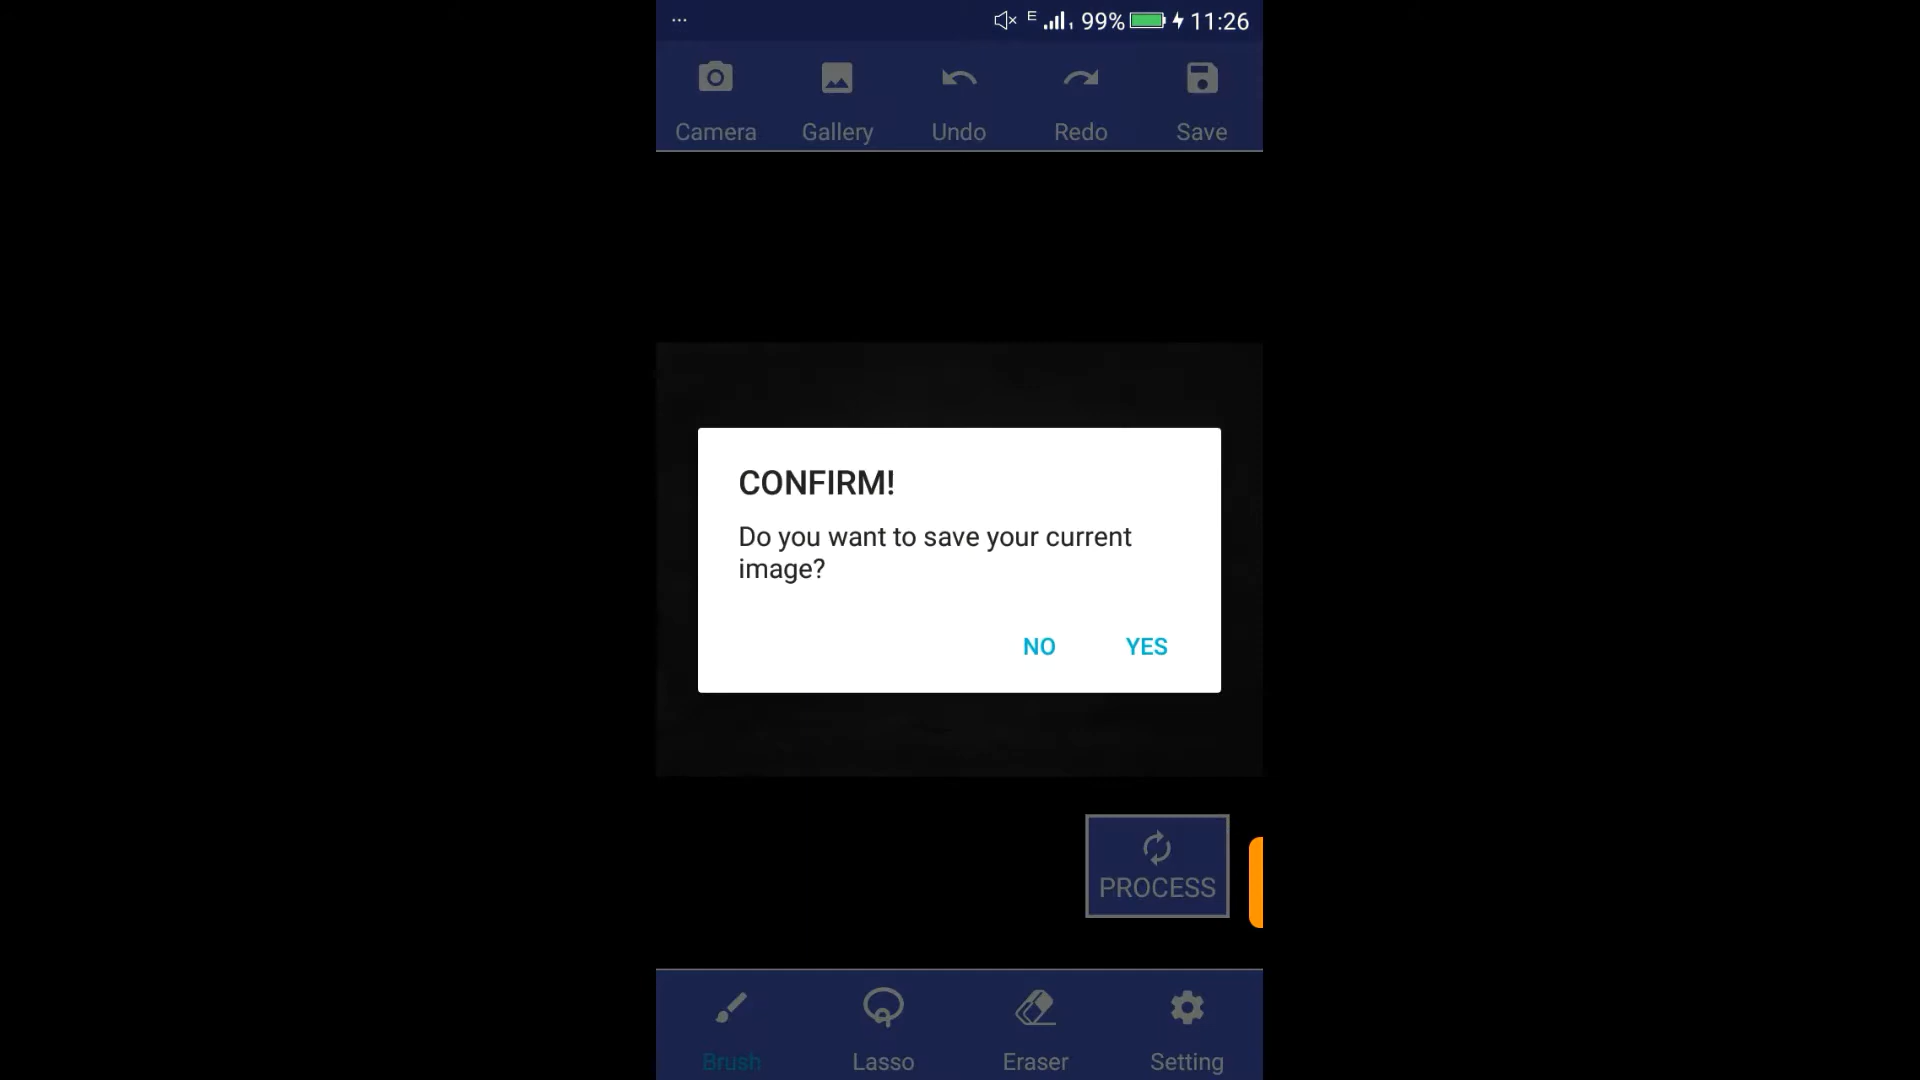 ... E 99% 11:26
Camera Gallery Undo Redo Save
CONFIRM!
Do you want to save your current
image?
NO YES
PROCESS
Brush Lasso Eraser Setting